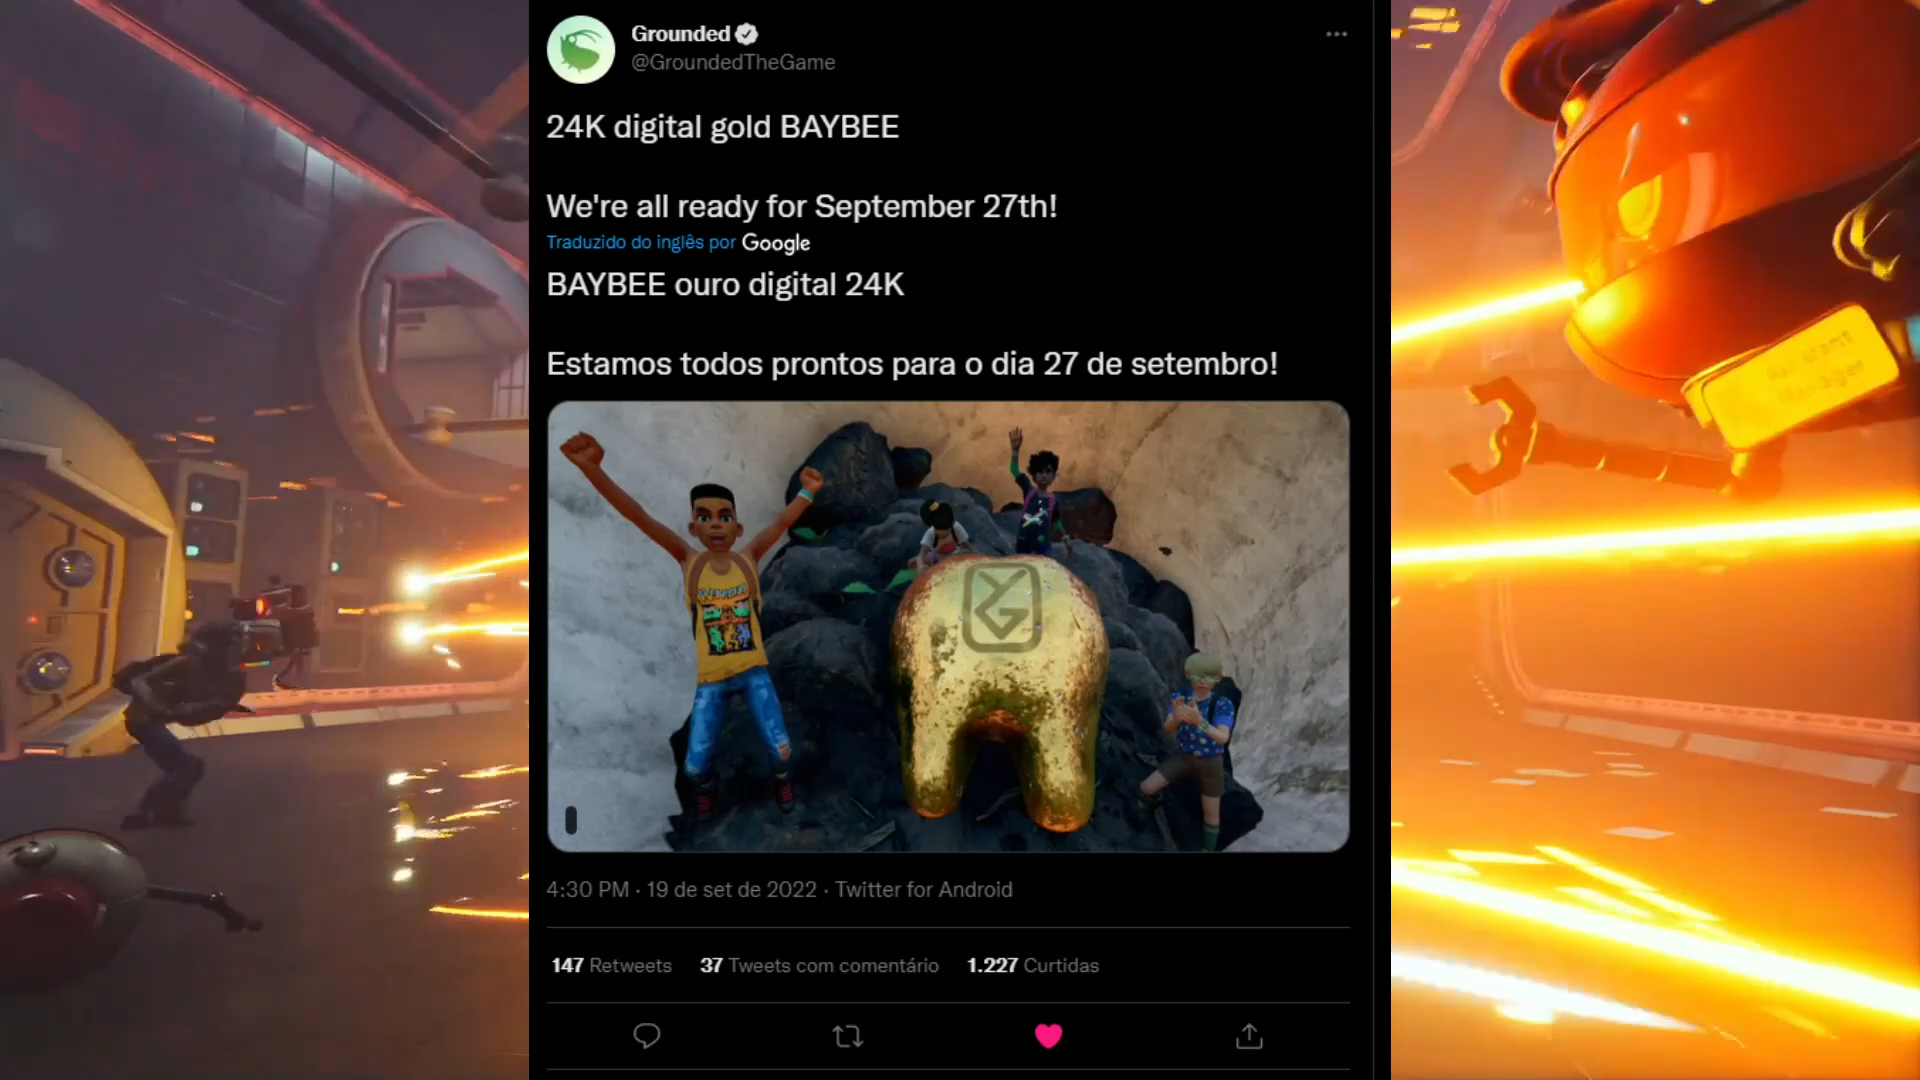 Grounded
@GroundedTheGame
24K digital gold BAYBEE
We're all ready for September 27th!
Traduzido do inglês por Google
BAYBEE ouro digital 24K
Estamos todos prontos para o dia 27 de setembro!
4:30 PM · 19 de set de 2022 · Twitter for Android
147 Retweets 37 Tweets com comentário 1.227 Curtidas
Assistant
Manager